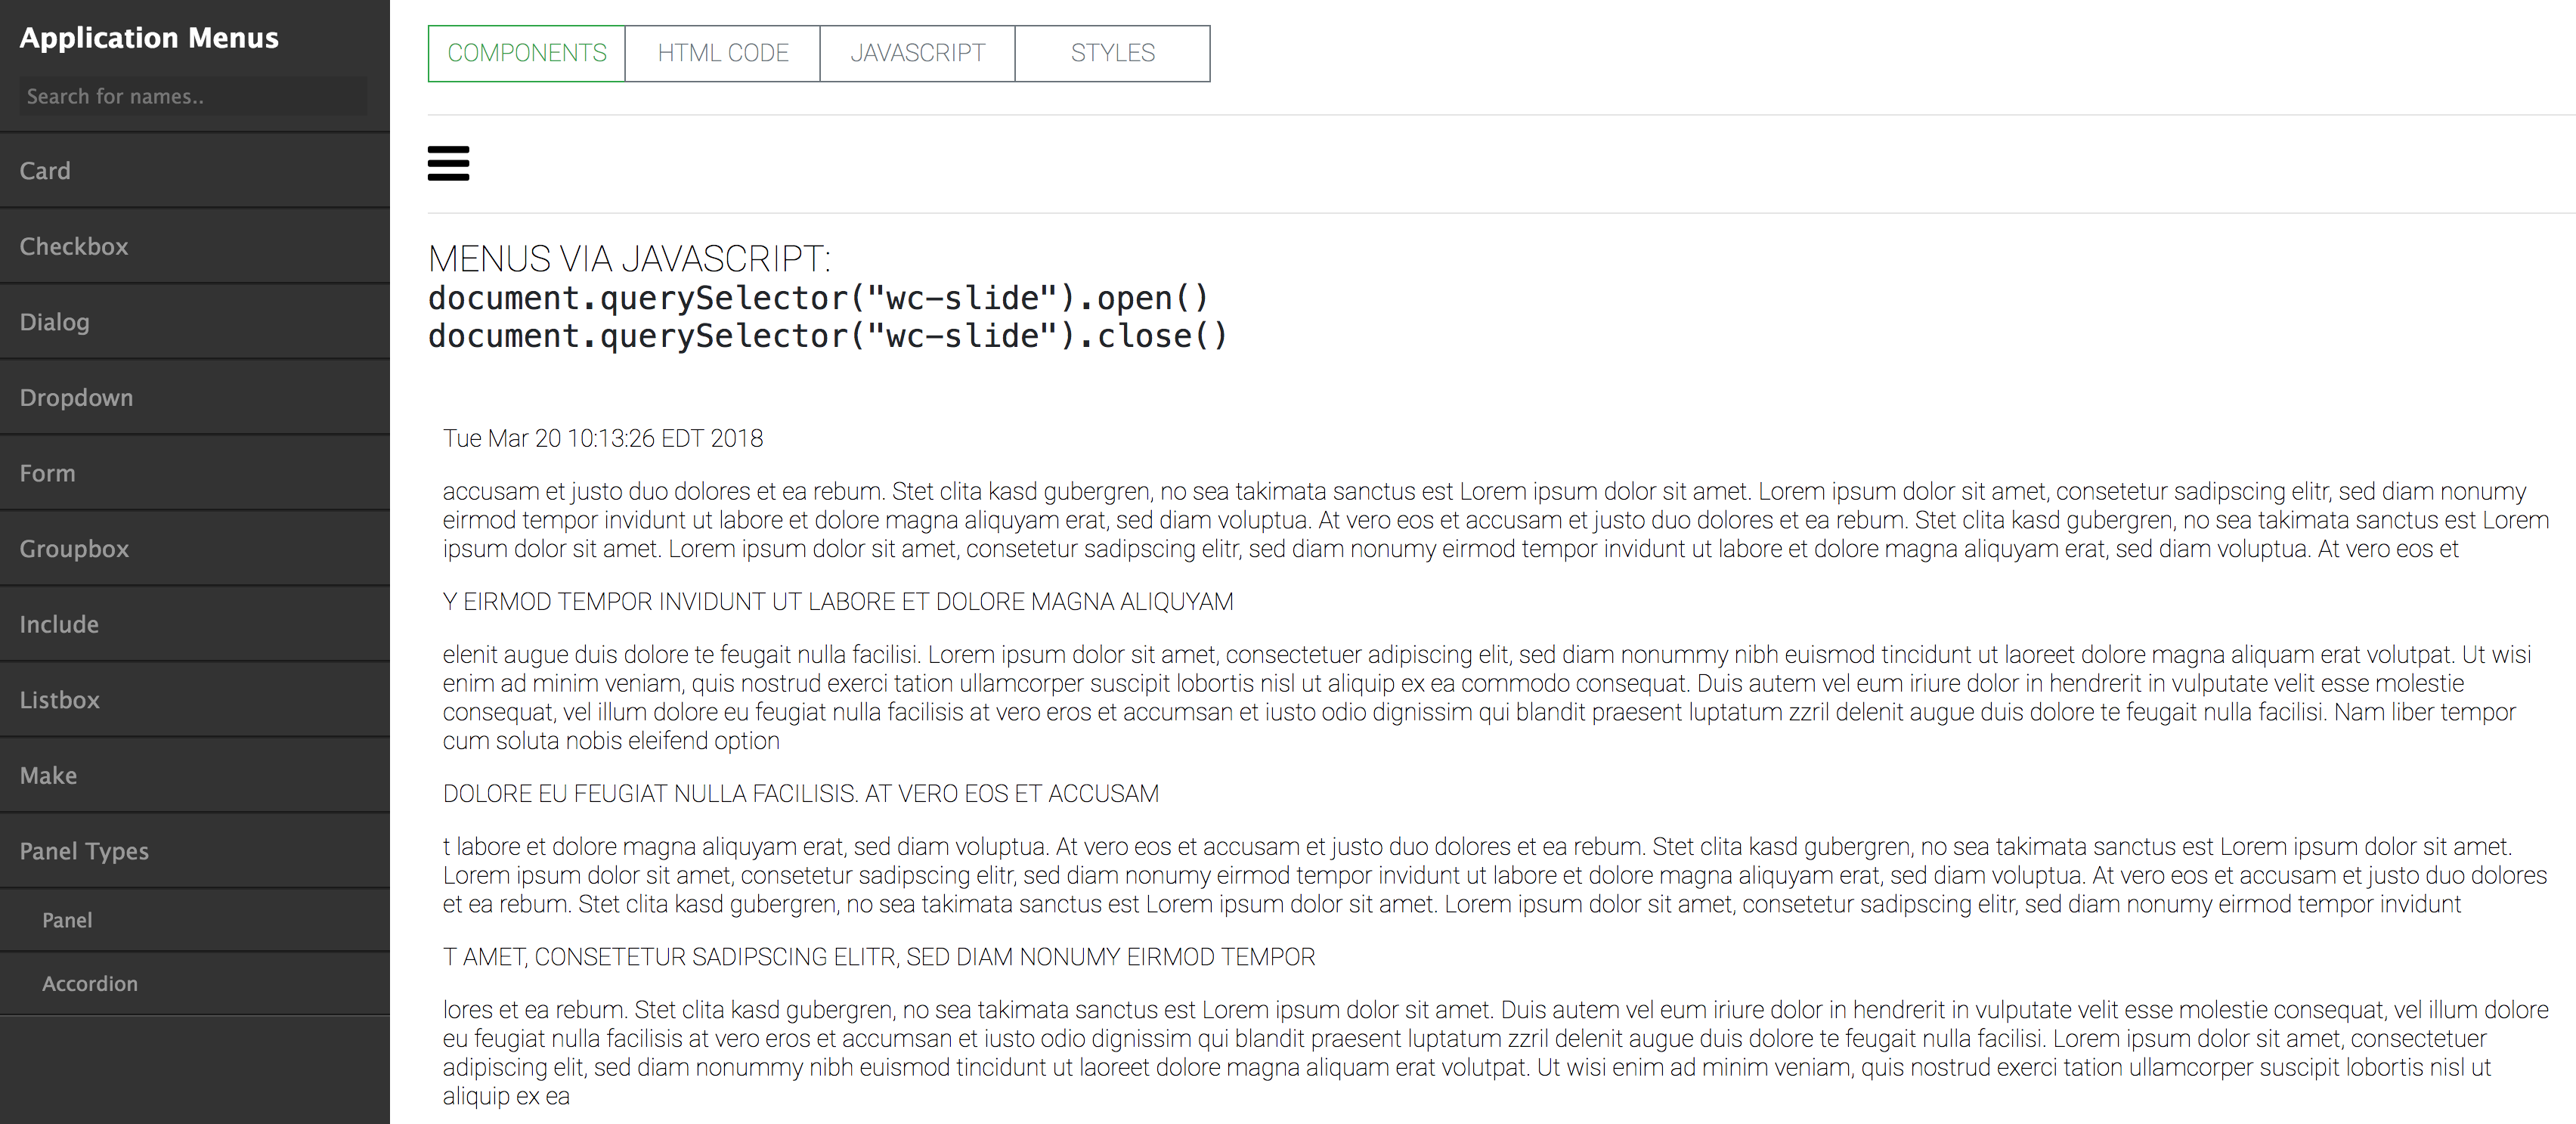 Application Menus
Search for names..
Card
Checkbox
Dialog
Dropdown
Form
Groupbox
Include
Listbox
Make
Panel Types
Panel
Accordion
COMPONENTS
HTML CODE
JAVASCRIPT
STYLES
MENUS VIA JAVASCRIPT:
document.querySelector("wc-slide").open()
document.querySelector("wc-slide").close()
Tue Mar 20 10:13:26 EDT 2018
accusam et justo duo dolores et ea rebum. Stet clita kasd gubergren, no sea takimata sanctus est Lorem ipsum dolor sit amet. Lorem ipsum dolor sit amet, consetetur sadipscing elitr, sed diam nonumy
eirmod tempor invidunt ut labore et dolore magna aliquyam erat, sed diam voluptua. At vero eos et accusam et justo duo dolores et ea rebum. Stet clita kasd gubergren, no sea takimata sanctus est Lorem
ipsum dolor sit amet. Lorem ipsum dolor sit amet, consetetur sadipscing elitr, sed diam nonumy eirmod tempor invidunt ut labore et dolore magna aliquyam erat, sed diam voluptua. At vero eos et
Y EIRMOD TEMPOR INVIDUNT UT LABORE ET DOLORE MAGNA ALIQUYAM
elenit augue duis dolore te feugait nulla facilisi. Lorem ipsum dolor sit amet, consectetuer adipiscing elit, sed diam nonummy nibh euismod tincidunt ut laoreet dolore magna aliquam erat volutpat. Ut wisi
enim ad minim veniam, quis nostrud exerci tation ullamcorper suscipit lobortis nisl ut aliquip ex ea commodo consequat. Duis autem vel eum iriure dolor in hendrerit in vulputate velit esse molestie
consequat, vel illum dolore eu feugiat nulla facilisis at vero eros et accumsan et iusto odio dignissim qui blandit praesent luptatum zzril delenit augue duis dolore te feugait nulla facilisi. Nam liber tempor
cum soluta nobis eleifend option
DOLORE EU FEUGIAT NULLA FACILISIS. AT VERO EOS ET ACCUSAM
t labore et dolore magna aliquyam erat, sed diam voluptua. At vero eos et accusam et justo duo dolores et ea rebum. Stet clita kasd gubergren, no sea takimata sanctus est Lorem ipsum dolor sit amet.
Lorem ipsum dolor sit amet, consetetur sadipscing elitr, sed diam nonumy eirmod tempor invidunt ut labore et dolore magna aliquyam erat, sed diam voluptua. At vero eos et accusam et justo duo dolores
et ea rebum. Stet clita kasd gubergren, no sea takimata sanctus est Lorem ipsum dolor sit amet. Lorem ipsum dolor sit amet, consetetur sadipscing elitr, sed diam nonumy eirmod tempor invidunt
T AMET, CONSETETUR SADIPSCING ELITR, SED DIAM NONUMY EIRMOD TEMPOR
lores et ea rebum. Stet clita kasd gubergren, no sea takimata sanctus est Lorem ipsum dolor sit amet. Duis autem vel eum iriure dolor in hendrerit in vulputate velit esse molestie consequat, vel illum dolore
eu feugiat nulla facilisis at vero eros et accumsan et iusto odio dignissim qui blandit praesent luptatum zzril delenit augue duis dolore te feugait nulla facilisi. Lorem ipsum dolor sit amet, consectetuer
adipiscing elit, sed diam nonummy nibh euismod tincidunt ut laoreet dolore magna aliquam erat volutpat. Ut wisi enim ad minim veniam, quis nostrud exerci tation ullamcorper suscipit lobortis nisl ut
aliquip ex ea